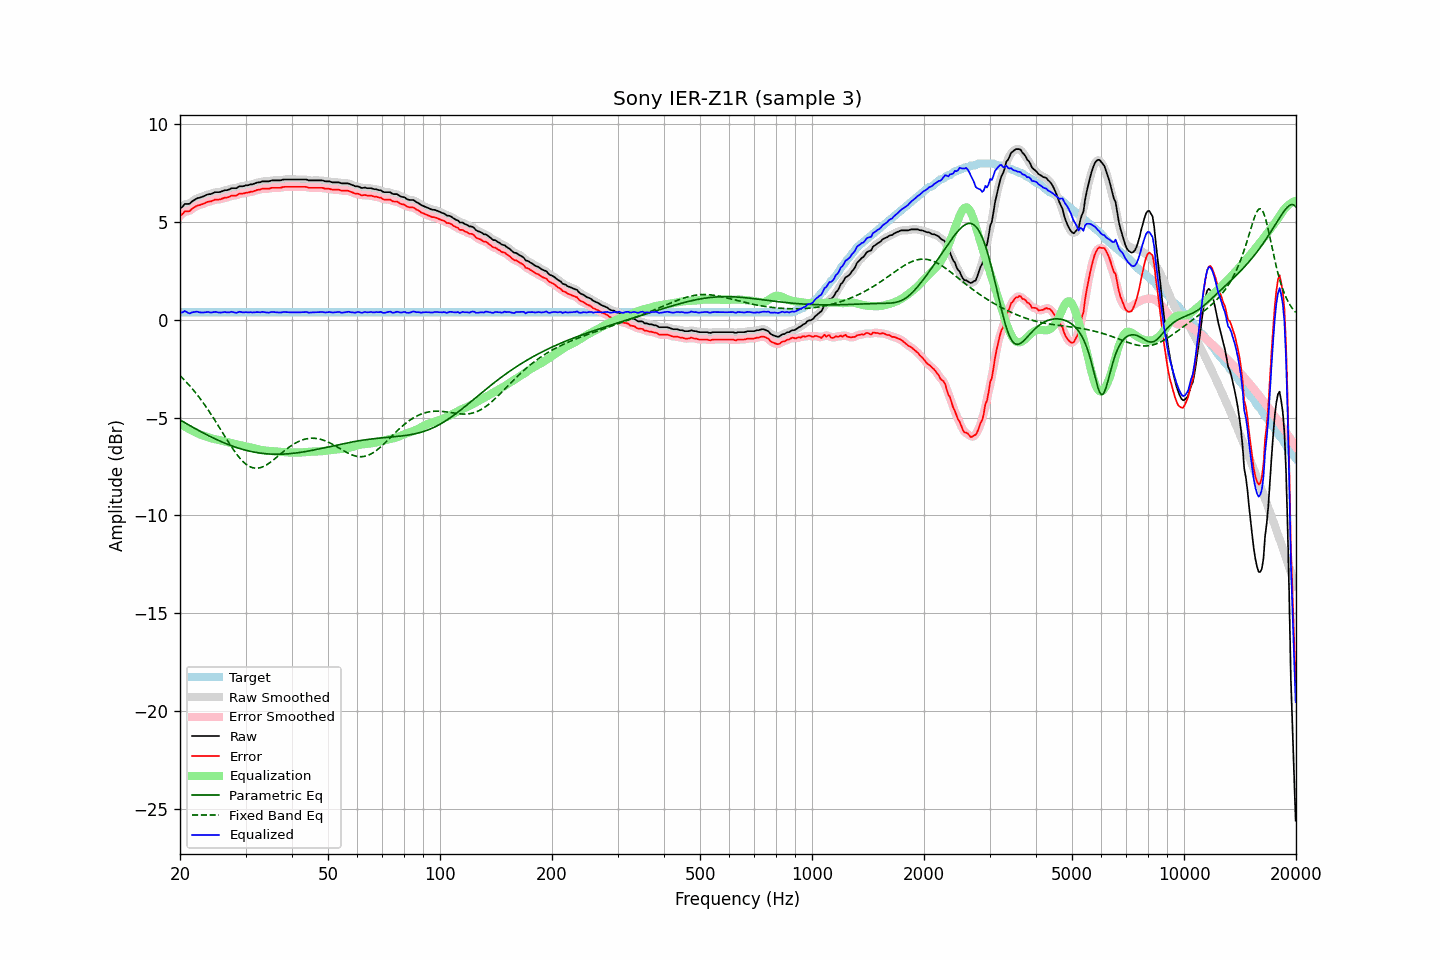 Sony IER-Z1R (sample 3)
10
5
0
−5
−10
−15
−20
−25
Amplitude (dBr)
Target
Raw Smoothed
Error Smoothed
Raw
Error
Equalization
Parametric Eq
Fixed Band Eq
Equalized
20 50 100 200 500 1000 2000 5000 10000 20000
Frequency (Hz)